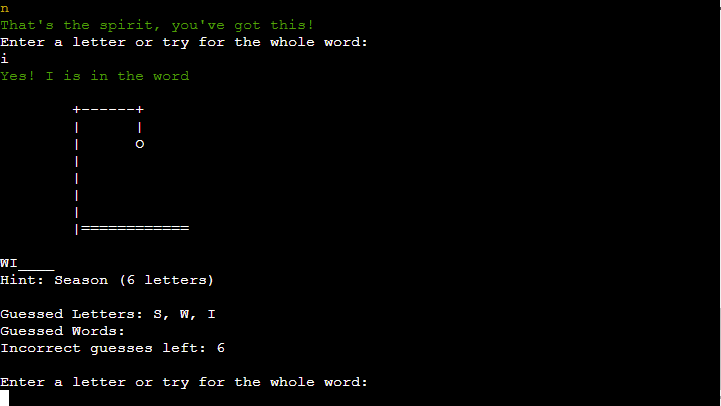 n
That's the spirit, you've got this!
Enter a letter or try for the whole word:
i
Yes! I is in the word
+------+
|      |
|      O
|
|
|
|
|============
WI____
Hint: Season (6 letters)
Guessed Letters: S, W, I
Guessed Words:
Incorrect guesses left: 6
Enter a letter or try for the whole word: